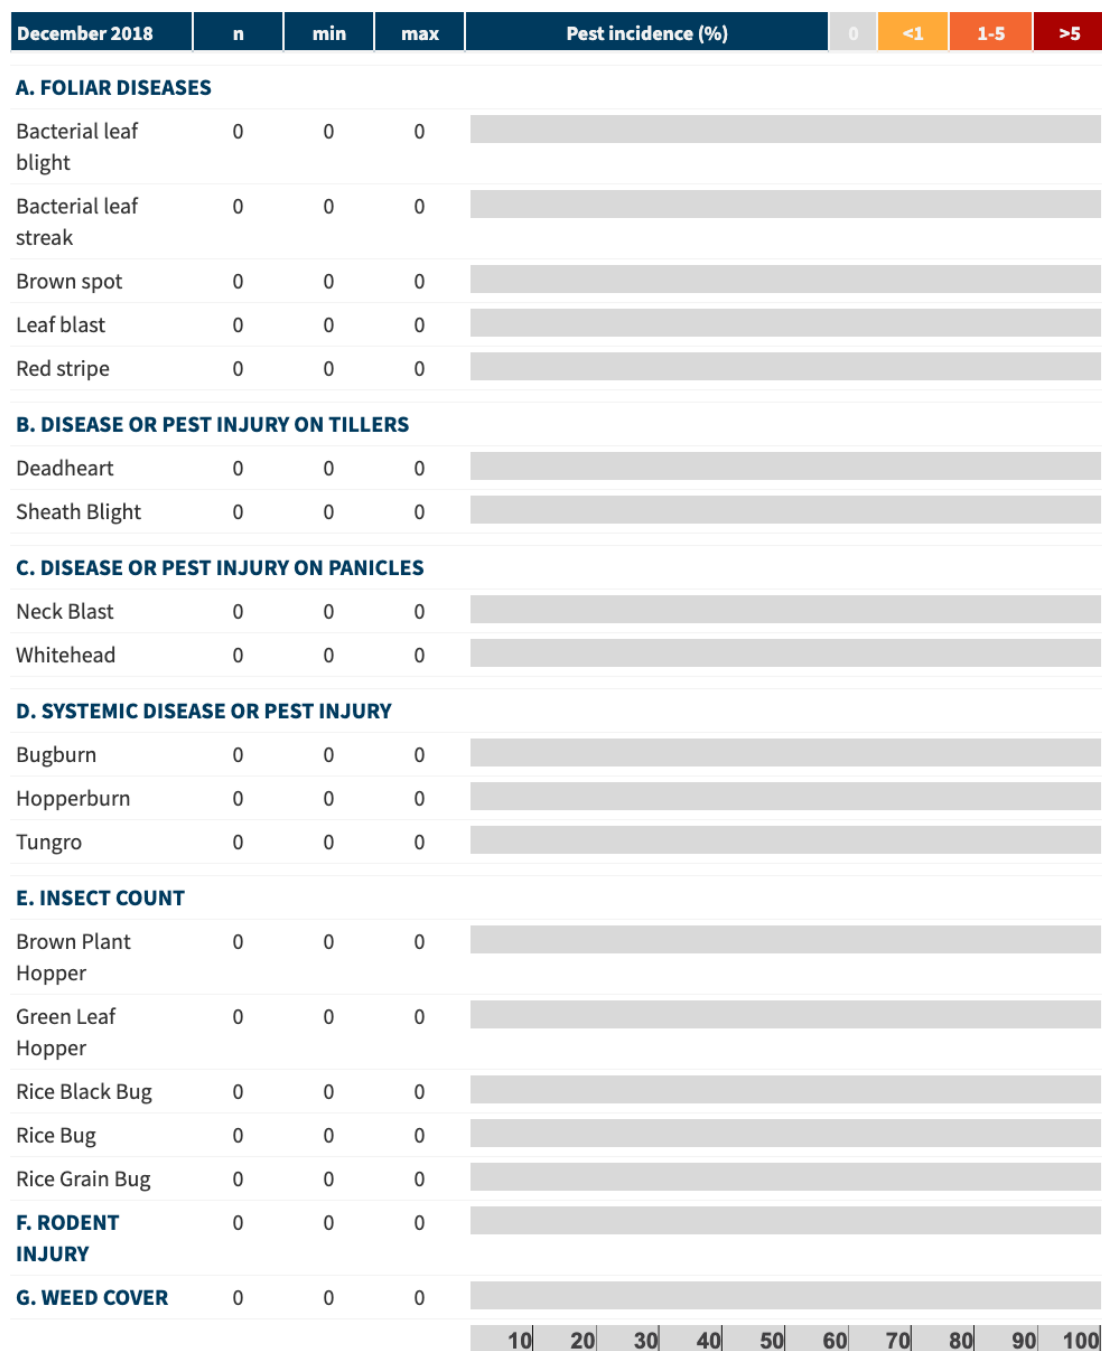 December 2018 n min max Pest incidence (%) 0 <1 1-5 >5
A. FOLIAR DISEASES
Bacterial leaf 0 0 0
blight
Bacterial leaf 0 0 0
streak
Brown spot 0 0 0
Leaf blast 0 0 0
Red stripe 0 0 0
B. DISEASE OR PEST INJURY ON TILLERS
Deadheart 0 0 0
Sheath Blight 0 0 0
C. DISEASE OR PEST INJURY ON PANICLES
Neck Blast 0 0 0
Whitehead 0 0 0
D. SYSTEMIC DISEASE OR PEST INJURY
Bugburn 0 0 0
Hopperburn 0 0 0
Tungro 0 0 0
E. INSECT COUNT
Brown Plant 0 0 0
Hopper
Green Leaf 0 0 0
Hopper
Rice Black Bug 0 0 0
Rice Bug 0 0 0
Rice Grain Bug 0 0 0
F. RODENT 0 0 0
INJURY
G. WEED COVER 0 0 0
10 20 30 40 50 60 70 80 90 100